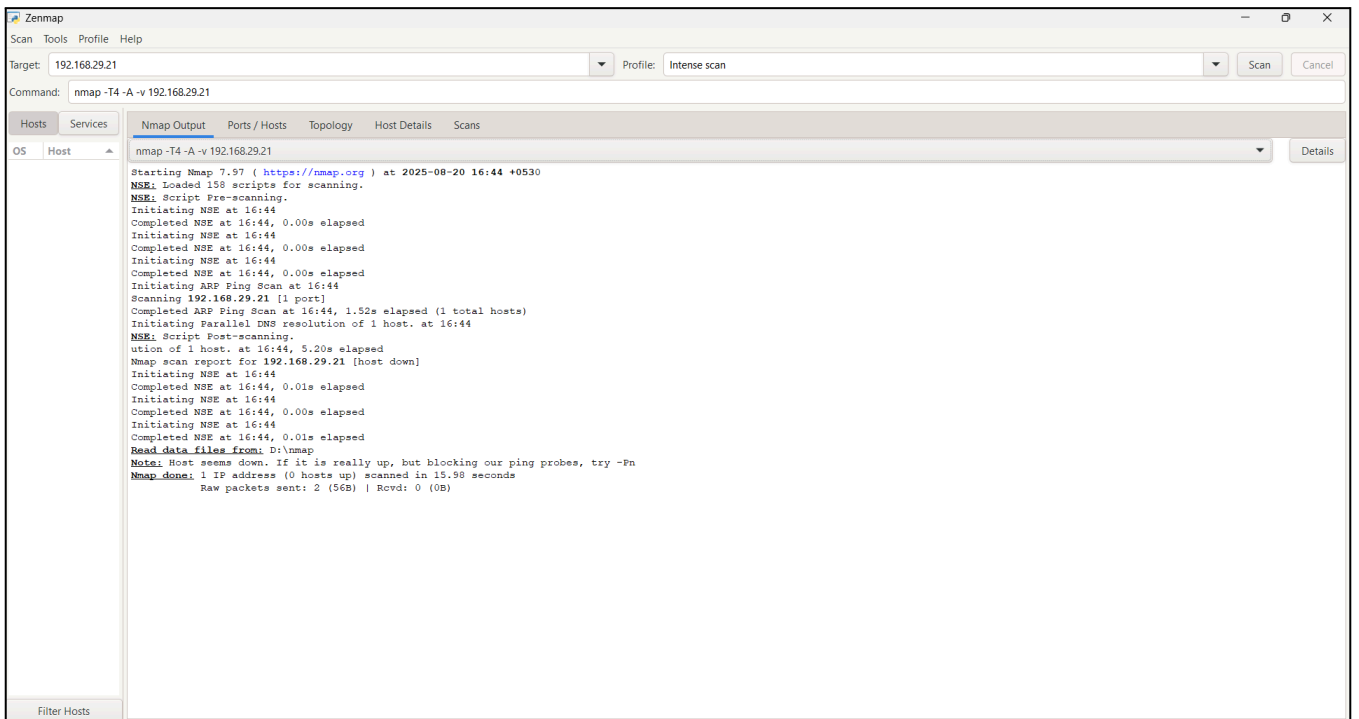 Zenmap
Scan Tools Profile Help
Target: 192.168.29.21 Profile: Intense scan Scan Cancel
Command: nmap -T4 -A -v 192.168.29.21
Hosts Services Nmap Output Ports / Hosts Topology Host Details Scans
OS Host nmap -T4 -A -v 192.168.29.21 Details
Starting Nmap 7.97 ( https://nmap.org ) at 2025-08-20 16:44 +0530
NSE: Loaded 158 scripts for scanning.
NSE: Script Pre-scanning.
Initiating NSE at 16:44
Completed NSE at 16:44, 0.00s elapsed
Initiating NSE at 16:44
Completed NSE at 16:44, 0.00s elapsed
Initiating NSE at 16:44
Completed NSE at 16:44, 0.00s elapsed
Initiating ARP Ping Scan at 16:44
Scanning 192.168.29.21 [1 port]
Completed ARP Ping Scan at 16:44, 1.52s elapsed (1 total hosts)
Initiating Parallel DNS resolution of 1 host. at 16:44
NSE: Script Post-scanning.
ution of 1 host. at 16:44, 5.20s elapsed
Nmap scan report for 192.168.29.21 [host down]
Initiating NSE at 16:44
Completed NSE at 16:44, 0.01s elapsed
Initiating NSE at 16:44
Completed NSE at 16:44, 0.00s elapsed
Initiating NSE at 16:44
Completed NSE at 16:44, 0.01s elapsed
Read data files from: D:\nmap
Note: Host seems down. If it is really up, but blocking our ping probes, try -Pn
Nmap done: 1 IP address (0 hosts up) scanned in 15.98 seconds
Raw packets sent: 2 (56B) | Rcvd: 0 (0B)
Filter Hosts